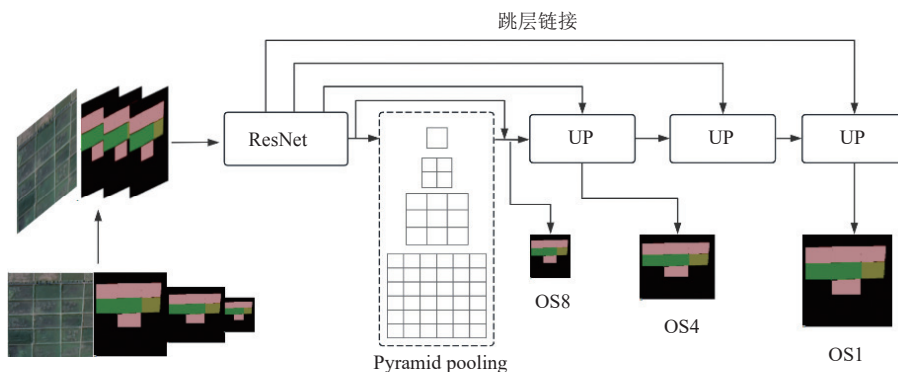 跳层链接
ResNet
UP
UP
UP
OS8
OS4
OS1
Pyramid pooling